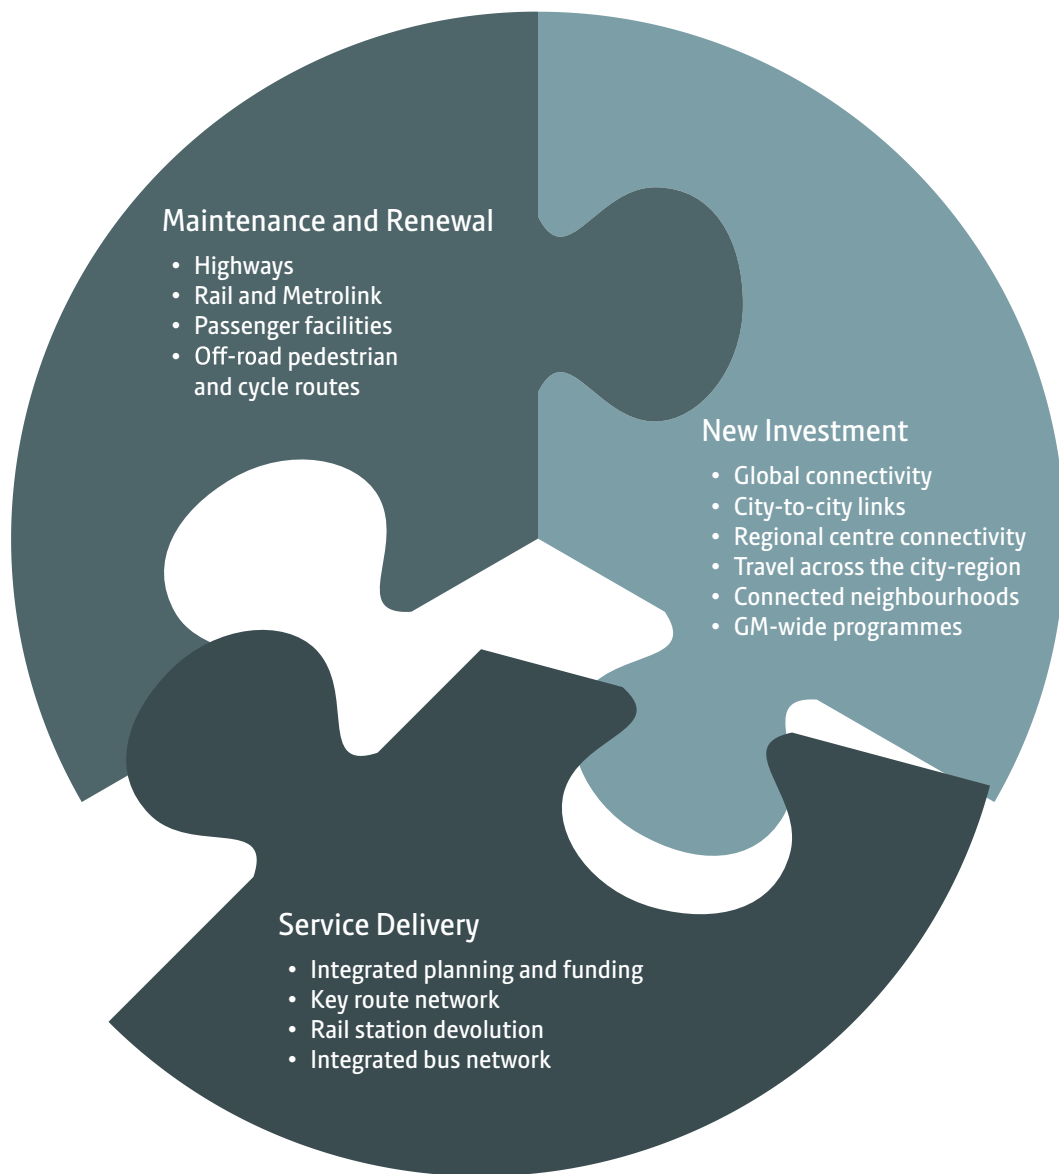 Maintenance and Renewal
• Highways
• Rail and Metrolink
• Passenger facilities
• Off-road pedestrian
and cycle routes
New Investment
• Global connectivity
• City-to-city links
• Regional centre connectivity
• Travel across the city-region
• Connected neighbourhoods
• GM-wide programmes
Service Delivery
• Integrated planning and funding
• Key route network
• Rail station devolution
• Integrated bus network